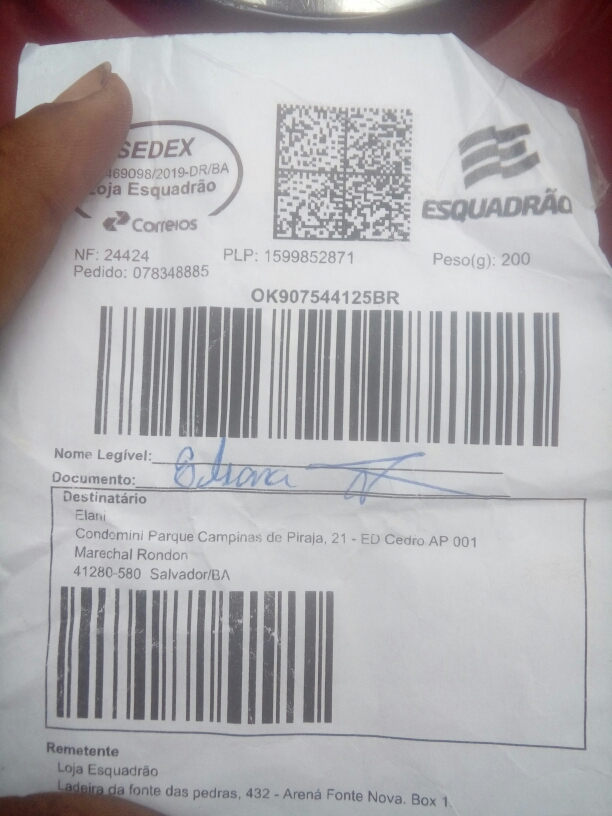 SEDEX
469098/2019-DR/BA
Loja Esquadrão
Correios
ESQUADRÃO
NF: 24424 PLP: 1599852871 Peso(g): 200
Pedido: 078348885
OK907544125BR
Nome Legível:
Documento:
Destinatário
Elani
Condomini Parque Campinas de Piraja, 21 - ED Cedro AP 001
Marechal Rondon
41280-580 Salvador/BA
Remetente
Loja Esquadrão
Ladeira da fonte das pedras, 432 - Arena Fonte Nova. Box 1